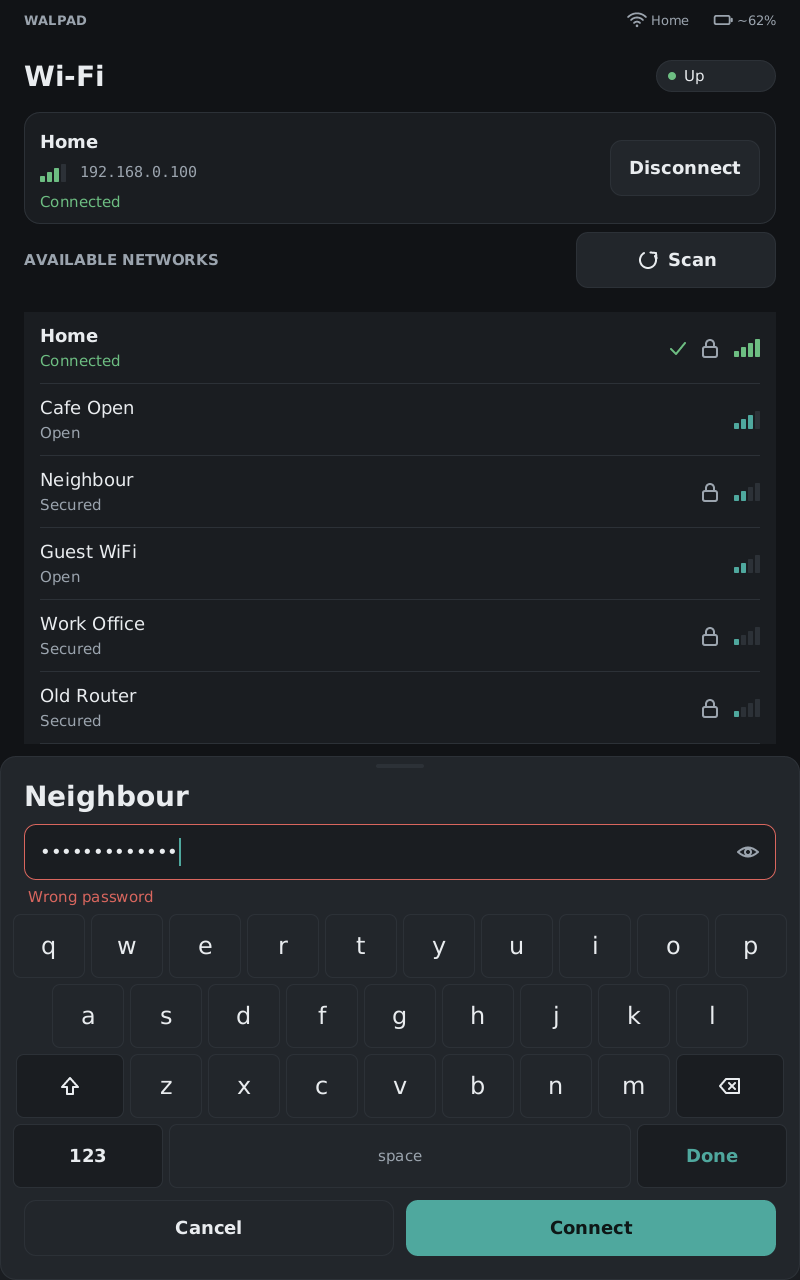 WALPAD Home ~62%
Wi-Fi Up
Home
192.168.0.100
Connected
Disconnect
AVAILABLE NETWORKS Scan
Home
Connected
Cafe Open
Open
Neighbour
Secured
Guest WiFi
Open
Work Office
Secured
Old Router
Secured
Neighbour
•••••••••••••
Wrong password
q w e r t y u i o p
a s d f g h j k l
z x c v b n m
123 space Done
Cancel Connect